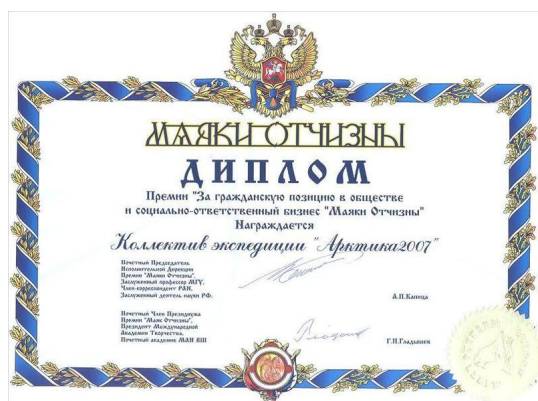 МАЯКИ ОТЧИЗНЫ
ДИПЛОМ
Премии "За гражданскую позицию в обществе
и социально-ответственный бизнес "Маяки Отчизны"
Награждается
Коллектив экспедиции "Арктика2007"
Почетный Председатель
Исполнительной Дирекции
Премии "Маяки Отчизны",
Заслуженный профессор МГУ,
Член-корреспондент РАН,
Заслуженный деятель науки РФ.
А.П.Капица
Почетный Член Президиума
Премии "Маяк Отчизны",
Президент Международной
Академии Творчества,
Почетный академик МАИ ВШ
Г.П.Гладышев